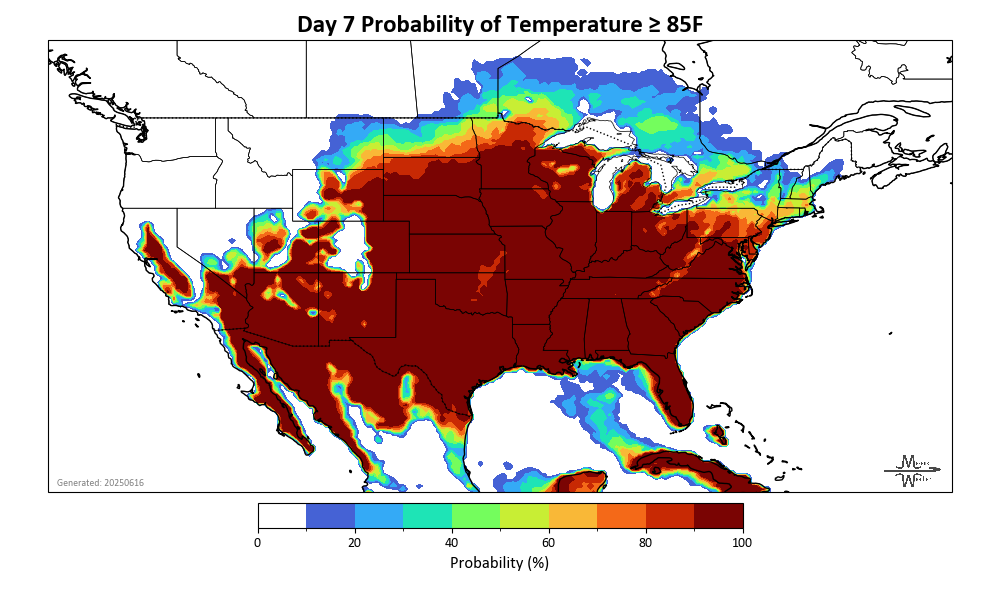 Day 7 Probability of Temperature ≥ 85F
Generated: 20250616
0 20 40 60 80 100
Probability (%)